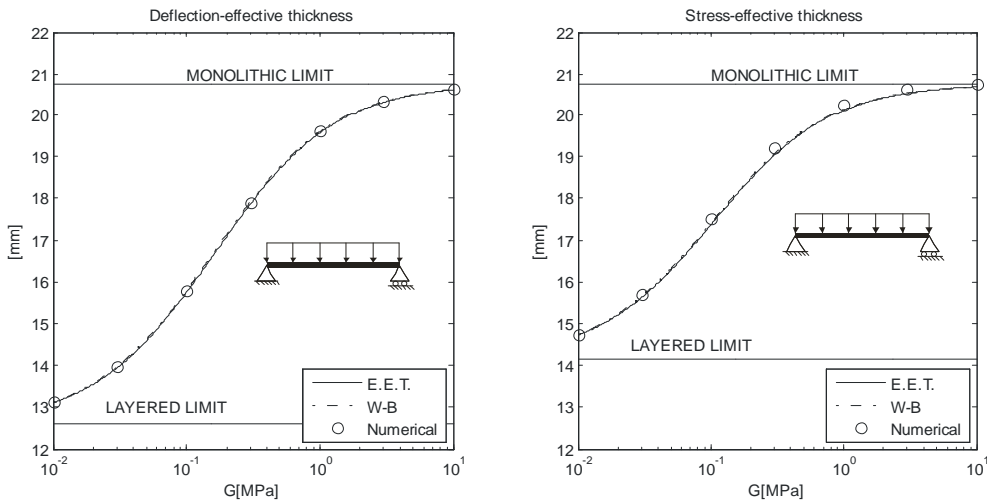 Deflection-effective thickness
22
21
20
19
18
17
16
15
14
13
12
[mm]
MONOLITHIC LIMIT
LAYERED LIMIT
E.E.T.
W-B
Numerical
10^-2
10^-1
10^0
10^1
G[MPa]
Stress-effective thickness
22
21
20
19
18
17
16
15
14
13
12
[mm]
MONOLITHIC LIMIT
LAYERED LIMIT
E.E.T.
W-B
Numerical
10^-2
10^-1
10^0
10^1
G[MPa]